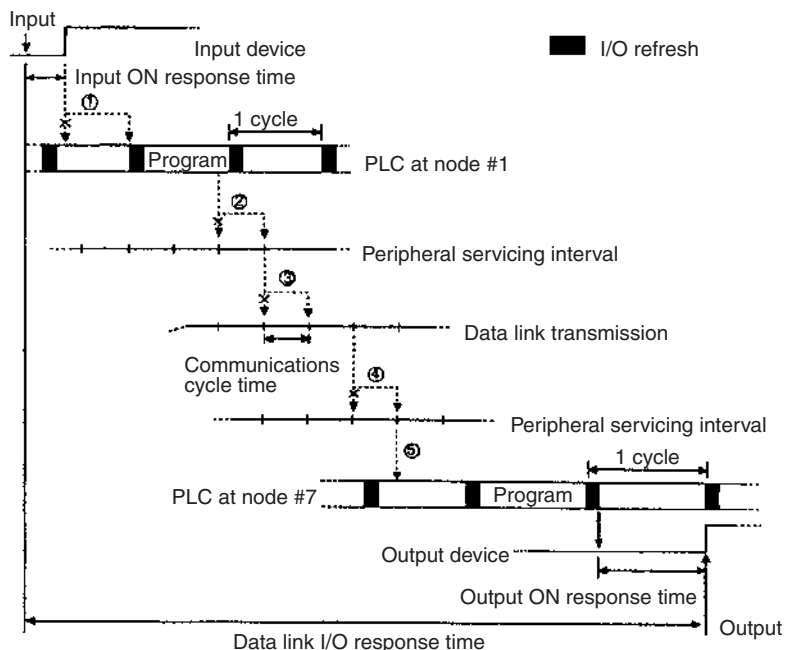 Input
Input device
I/O refresh
Input ON response time
①
1 cycle
Program
PLC at node #1
②
Peripheral servicing interval
③
Data link transmission
Communications
cycle time
④
Peripheral servicing interval
⑤
1 cycle
PLC at node #7
Program
Output device
Output ON response time
Output
Data link I/O response time